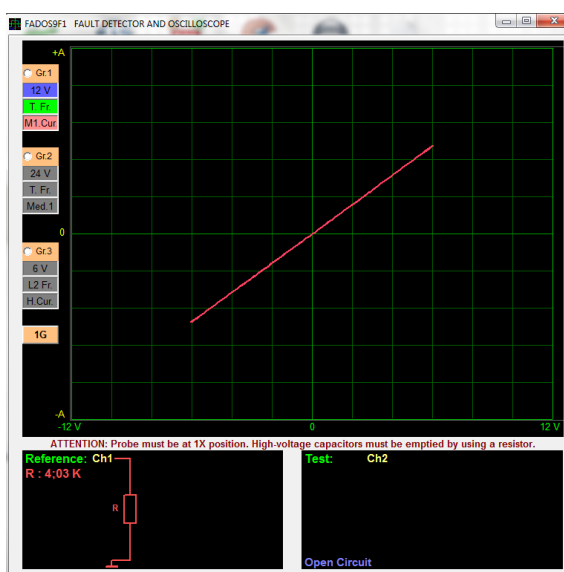 FADOS9F1 FAULT DETECTOR AND OSCILLOSCOPE
+A
Gr.1
12 V
T. Fr.
M1.Cur
Gr.2
24 V
T. Fr.
Med.1
0
Gr.3
6 V
L2 Fr.
H.Cur.
1G
-A
-12 V 0 12 V
ATTENTION: Probe must be at 1X position. High-voltage capacitors must be emptied by using a resistor.
Reference: Ch1
R : 4;03 K
R
Test: Ch2
Open Circuit